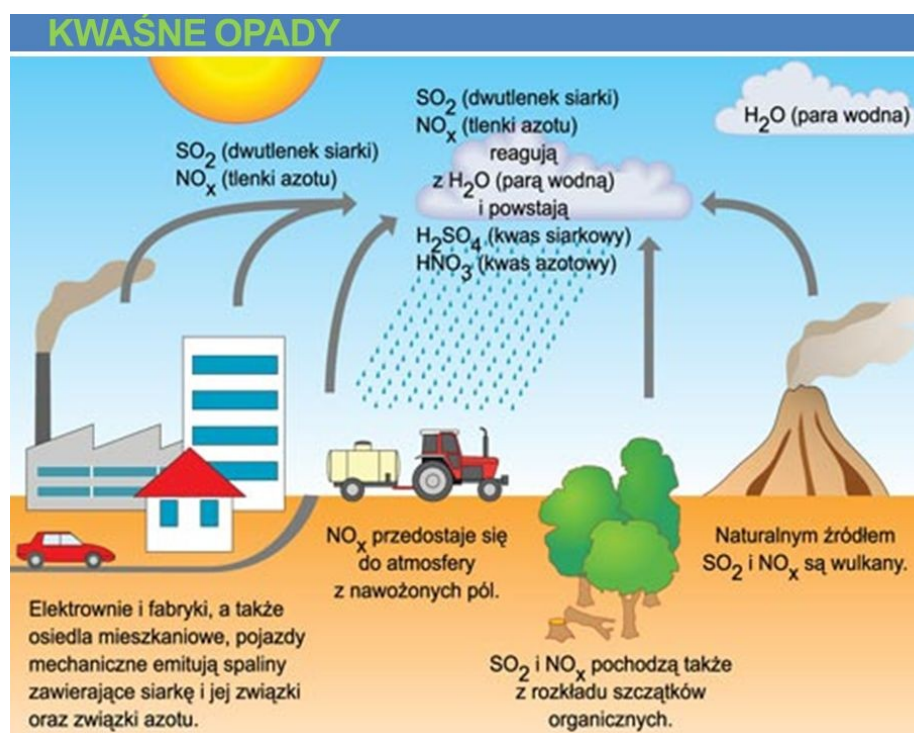 KWAŚNE OPADY
SO2 (dwutlenek siarki)
NOx (tlenki azotu)
SO2 (dwutlenek siarki)
NOx (tlenki azotu)
reagują
z H2O (parą wodną)
i powstają
H2SO4 (kwas siarkowy)
HNO3 (kwas azotowy)
H2O (para wodna)
Elektrownie i fabryki, a także
osiedla mieszkaniowe, pojazdy
mechaniczne emitują spaliny
zawierające siarkę i jej związki
oraz związki azotu.
NOx przedostaje się
do atmosfery
z nawożonych pól.
SO2 i NOx pochodzą także
z rozkładu szczątków
organicznych.
Naturalnym źródłem
SO2 i NOx są wulkany.